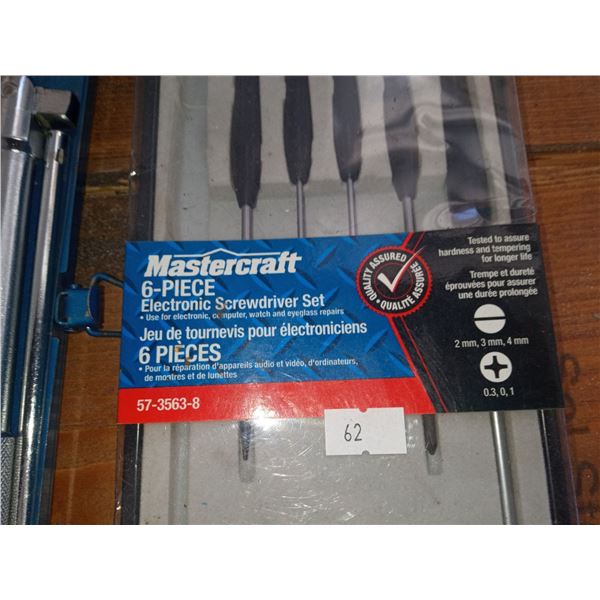 Mastercraft
6-PIECE
Electronic Screwdriver Set
• Use for electronic, computer, watch and eyeglass repairs
Jeu de tournevis pour électroniciens
6 PIÈCES
• Pour la réparation d'appareils audio et vidéo, d'ordinateurs,
de montres et de lunettes
57-3563-8
QUALITY ASSURED
• QUALITÉ ASSURÉE •
Tested to assure
hardness and tempering
for longer life
Trempe et dureté
éprouvées pour assurer
une durée prolongée
2 mm, 3 mm, 4 mm
0.3, 0, 1
62